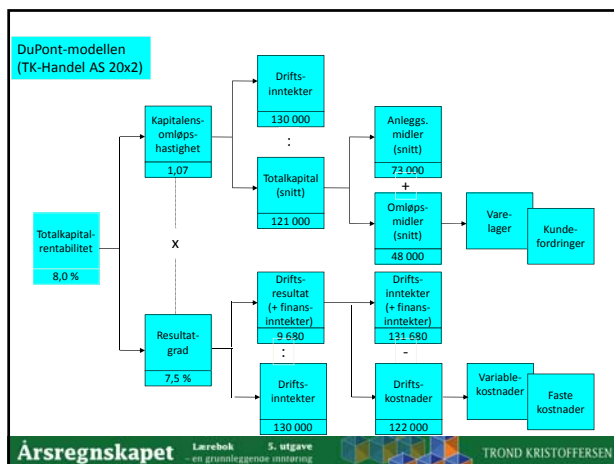 DuPont-modellen
(TK-Handel AS 20x2)
Drifts-
inntekter
130 000
:
Kapitalens-
omløps-
hastighet
1,07
Totalkapital
(snitt)
121 000
Anleggs.
midler
(snitt)
73 000
+
Omløps-
midler
(snitt)
48 000
Vare-
lager
Kunde-
fordringer
Totalkapital-
rentabilitet
8,0 %
x
Resultat-
grad
7,5 %
Drifts-
resultat
(+ finans-
inntekter)
9 680
:
Drifts-
inntekter
130 000
Drifts-
inntekter
(+ finans-
inntekter)
131 680
-
Drifts-
kostnader
122 000
Variable-
kostnader
Faste
kostnader
Årsregnskapet Lærebok 5. utgave
- en grunnleggende innføring
TROND KRISTOFFERSEN